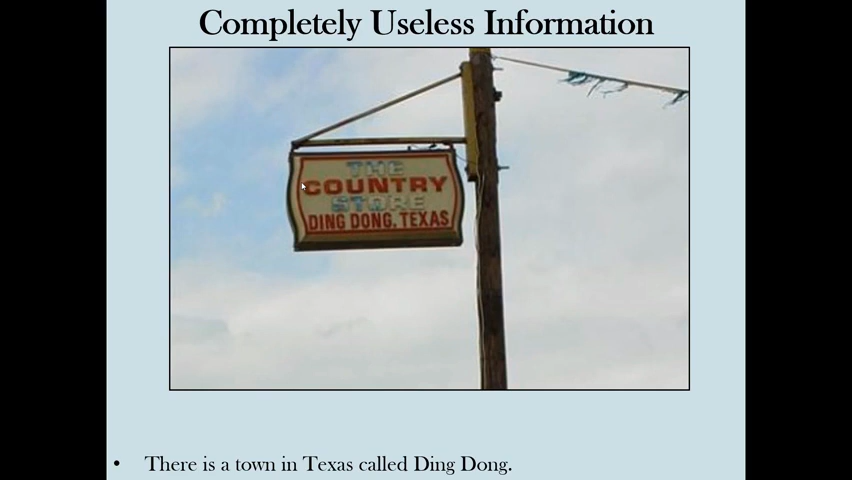 Completely Useless Information
THE
COUNTRY
STORE
DING DONG, TEXAS
• There is a town in Texas called Ding Dong.